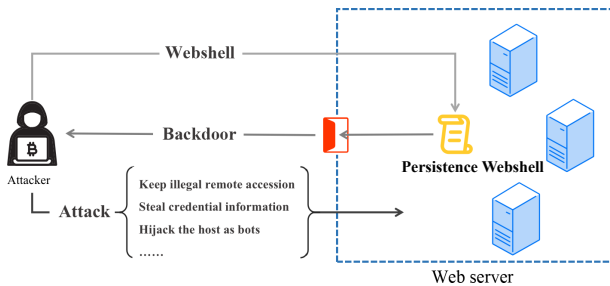 Webshell
Backdoor
Persistence Webshell
Attacker
Attack
Keep illegal remote accession
Steal credential information
Hijack the host as bots
......
Web server